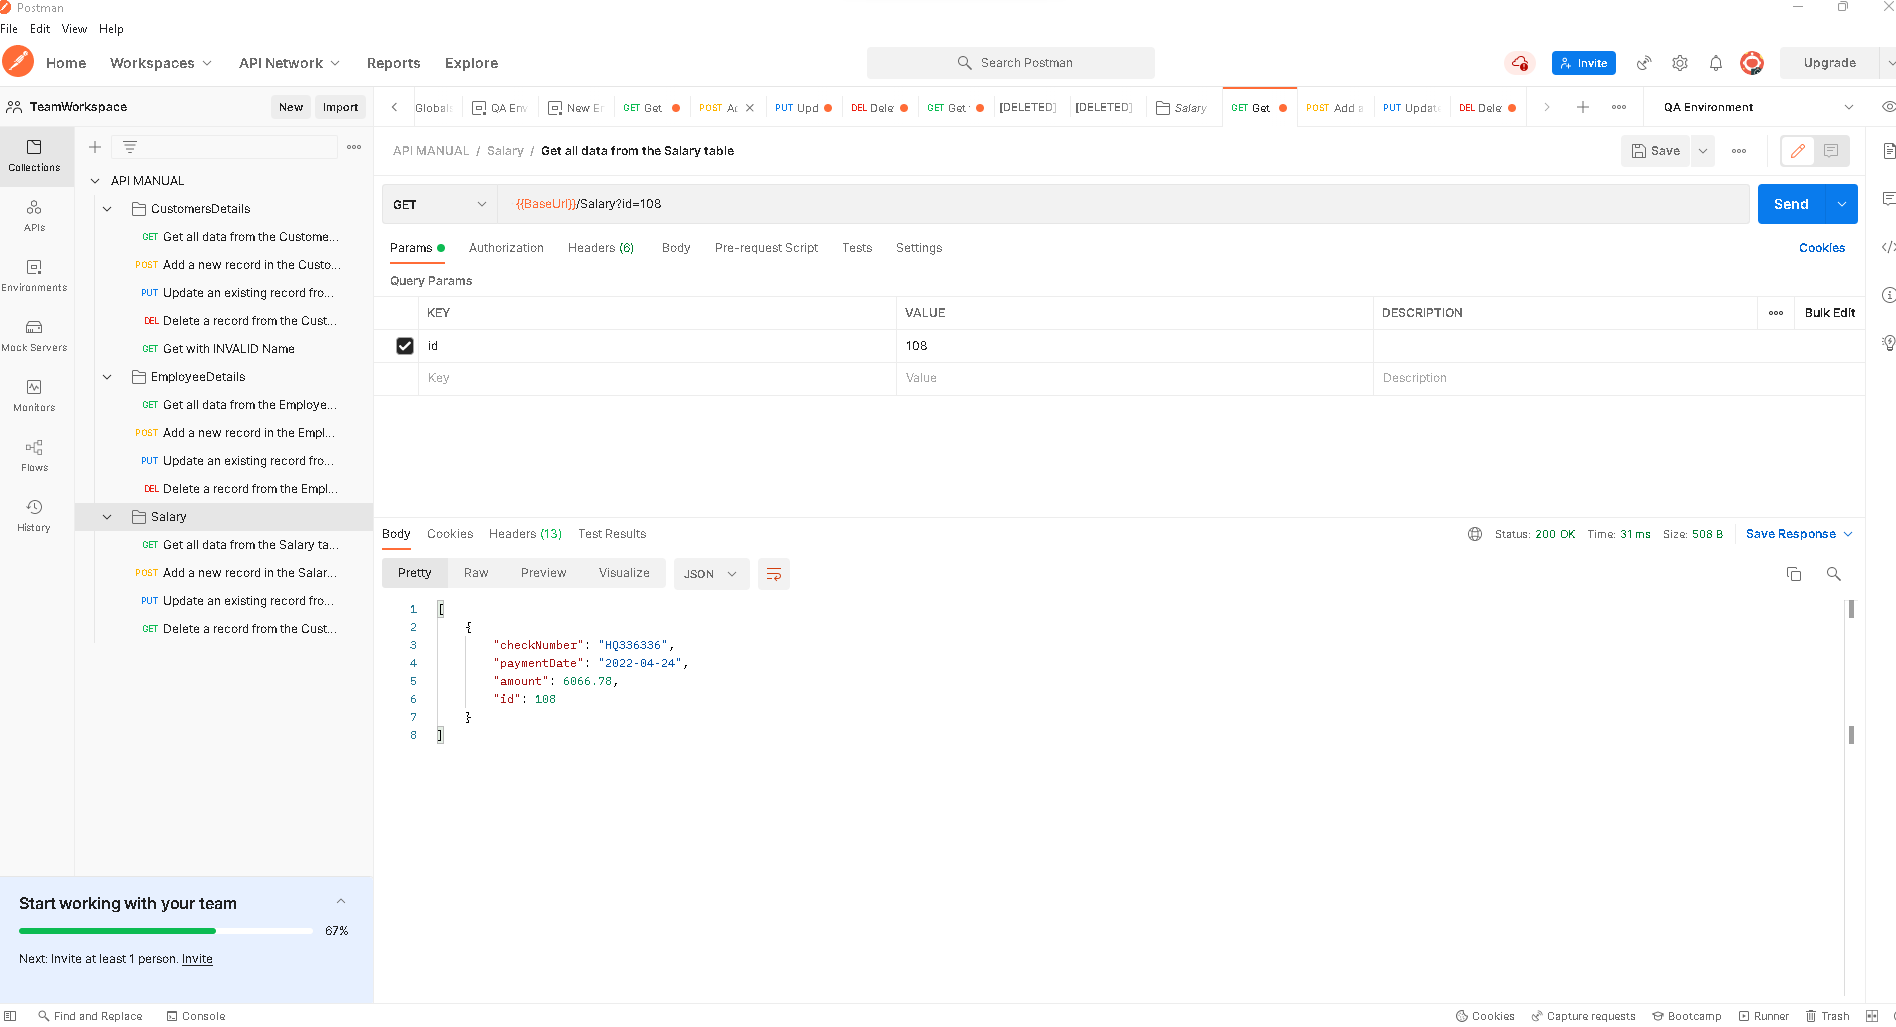 Postman
File Edit View Help
Home Workspaces API Network Reports Explore Search Postman Invite Upgrade
TeamWorkspace New Import Globals QA Env New En GET Get POST Ac PUT Upd DEL Dele GET Get [DELETED] [DELETED] Salary GET Get POST Add a PUT Update DEL Dele QA Environment
Collections
APIs
Environments
Mock Servers
Monitors
Flows
History
API MANUAL
CustomersDetails
GET Get all data from the Custome...
POST Add a new record in the Custo...
PUT Update an existing record fro...
DEL Delete a record from the Cust...
GET Get with INVALID Name
EmployeeDetails
GET Get all data from the Employe...
POST Add a new record in the Empl...
PUT Update an existing record fro...
DEL Delete a record from the Empl...
Salary
GET Get all data from the Salary ta...
POST Add a new record in the Salar...
PUT Update an existing record fro...
GET Delete a record from the Cust...
API MANUAL / Salary / Get all data from the Salary table Save
GET {{BaseUrl}}/Salary?id=108 Send
Params Authorization Headers (6) Body Pre-request Script Tests Settings Cookies
Query Params
KEY VALUE DESCRIPTION Bulk Edit
id 108
Key Value Description
Body Cookies Headers (13) Test Results Status: 200 OK Time: 31 ms Size: 508 B Save Response
Pretty Raw Preview Visualize JSON
1 [
2 {
3 "checkNumber": "HQ336336",
4 "paymentDate": "2022-04-24",
5 "amount": 6066.78,
6 "id": 108
7 }
8 ]
Start working with your team
67%
Next: Invite at least 1 person. Invite
Find and Replace Console Cookies Capture requests Bootcamp Runner Trash